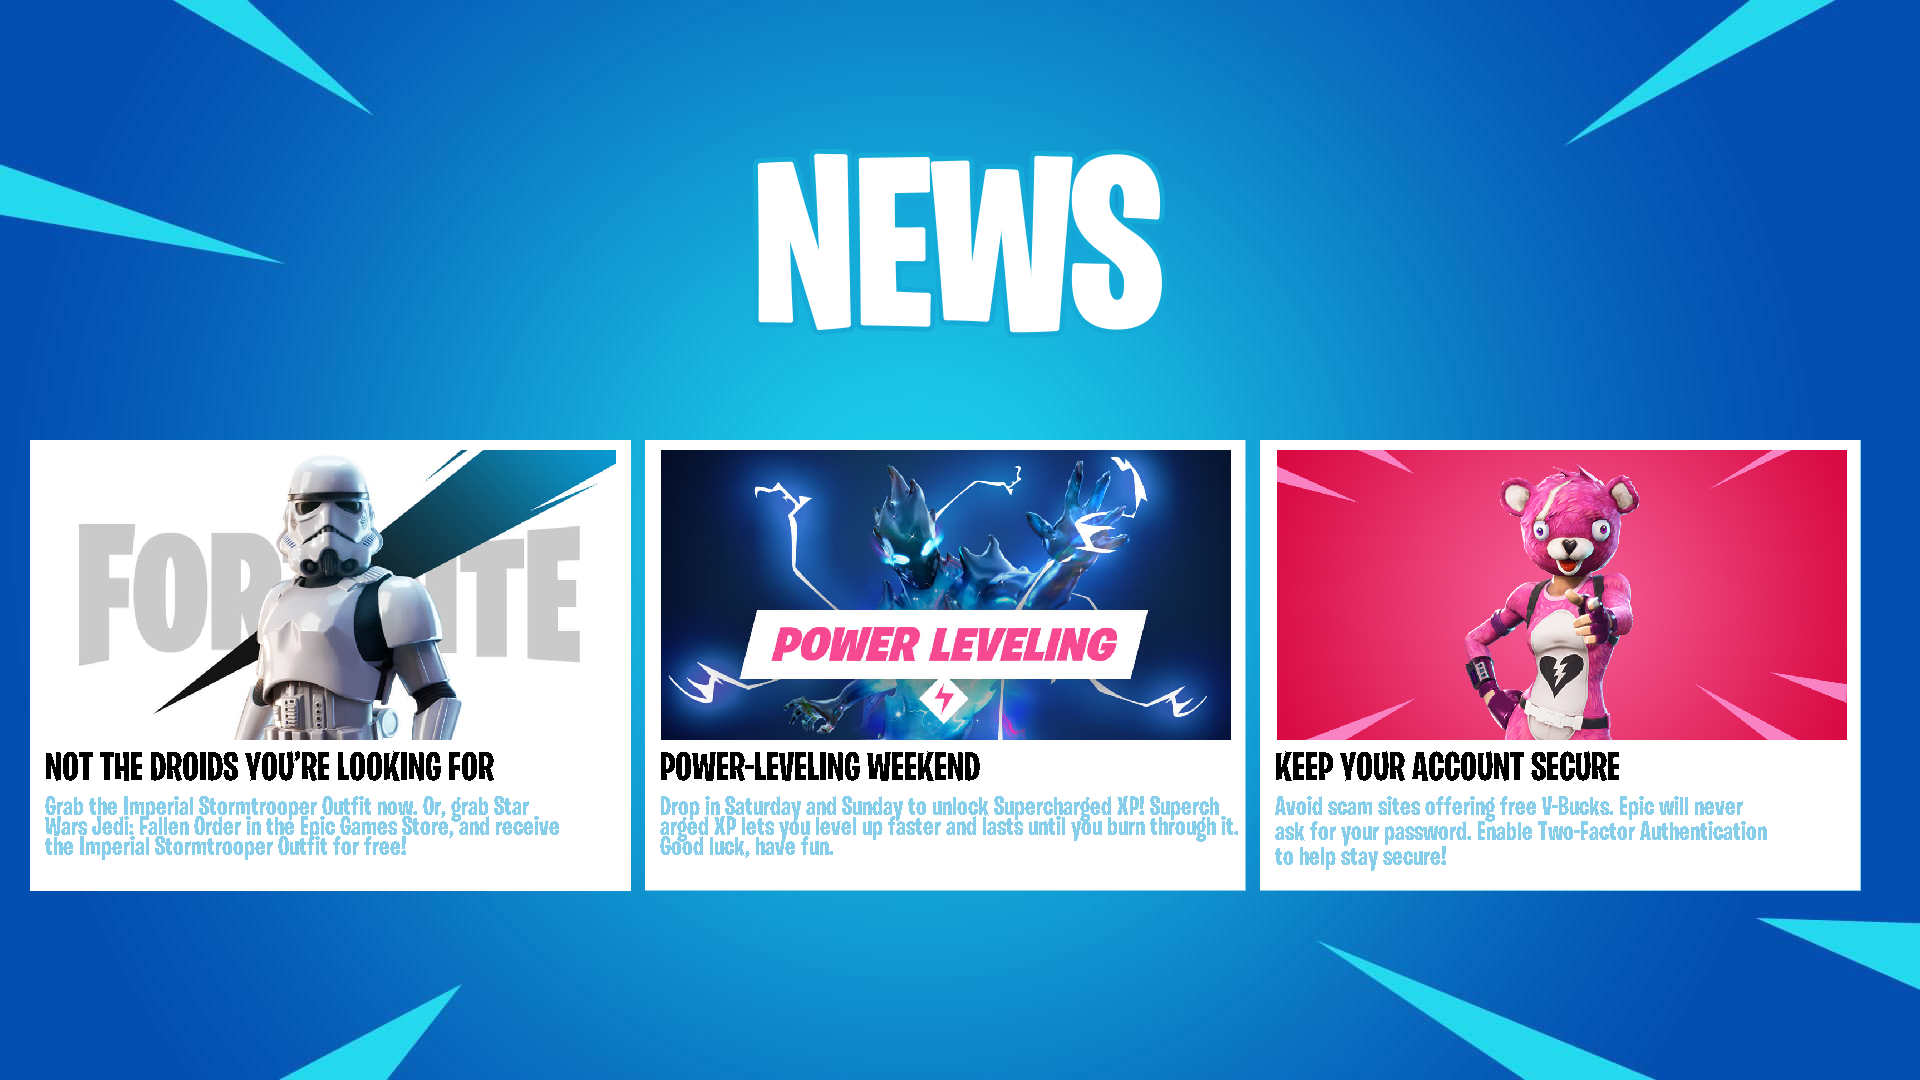 NEWS
FORTNITE
POWER LEVELING
NOT THE DROIDS YOU'RE LOOKING FOR
Grab the Imperial Stormtrooper Outfit now. Or, grab Star
Wars Jedi: Fallen Order in the Epic Games Store, and receive
the Imperial Stormtrooper Outfit for free!
POWER-LEVELING WEEKEND
Drop in Saturday and Sunday to unlock Supercharged XP! Superch
arged XP lets you level up faster and lasts until you burn through it.
Good luck, have fun.
KEEP YOUR ACCOUNT SECURE
Avoid scam sites offering free V-Bucks. Epic will never
ask for your password. Enable Two-Factor Authentication
to help stay secure!